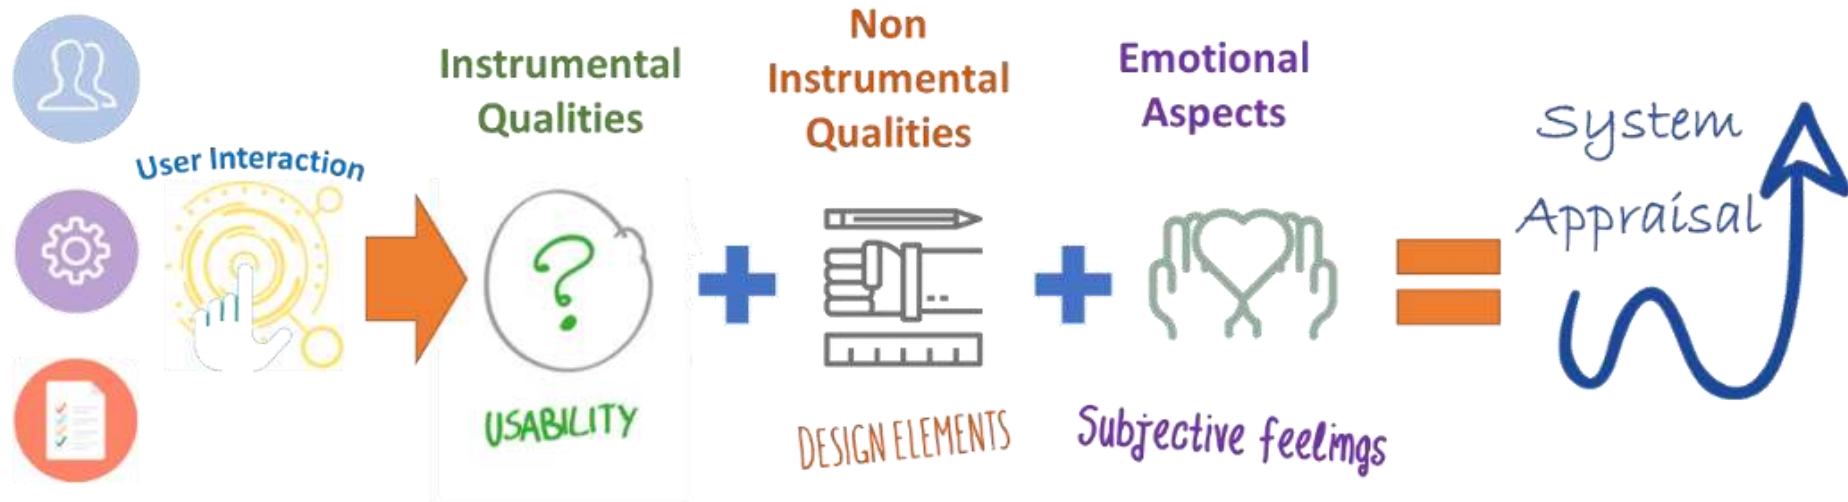 User Interaction
Instrumental
Qualities
USABILITY
Non
Instrumental
Qualities
DESIGN ELEMENTS
Emotional
Aspects
Subjective feelings
System
Appraisal